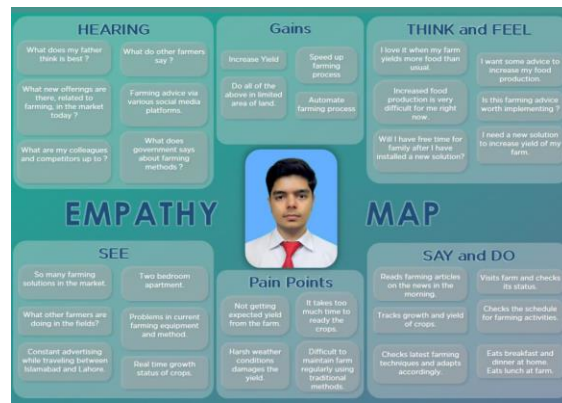 HEARING
What does my father
think is best ?
What do other farmers
say ?
What new offerings are
there, related to
farming, in the market
today ?
Farming advice via
various social media
platforms.
What are my colleagues
and competitors up to ?
What does
government says
about farming
methods ?
Gains
Increase Yield
Speed up
farming
process
Do all of the
above in limited
area of land.
Automate
farming process
THINK and FEEL
I love it when my farm
yields more food than
usual.
I want some advice to
increase my food
production.
Increased food
production is very
difficult for me right
now.
Is this farming advice
worth implementing ?
Will I have free time for
family after I have
installed a new solution?
I need a new solution
to increase yield of my
farm.
EMPATHY MAP
SEE
So many farming
solutions in the market.
Two bedroom
apartment.
What other farmers are
doing in the fields?
Problems in current
farming equipment
and method.
Constant advertising
while traveling between
Islamabad and Lahore.
Real time growth
status of crops.
Pain Points
Not getting
expected yield
from the farm.
It takes too
much time to
ready the
crops.
Harsh weather
conditions
damages the
yield.
Difficult to
maintain farm
regularly using
traditional
methods.
SAY and DO
Reads farming articles
on the news in the
morning.
Visits farm and checks
its status.
Tracks growth and yield
of crops.
Checks the schedule
for farming activities.
Checks latest farming
techniques and adapts
accordingly.
Eats breakfast and
dinner at home.
Eats lunch at farm.